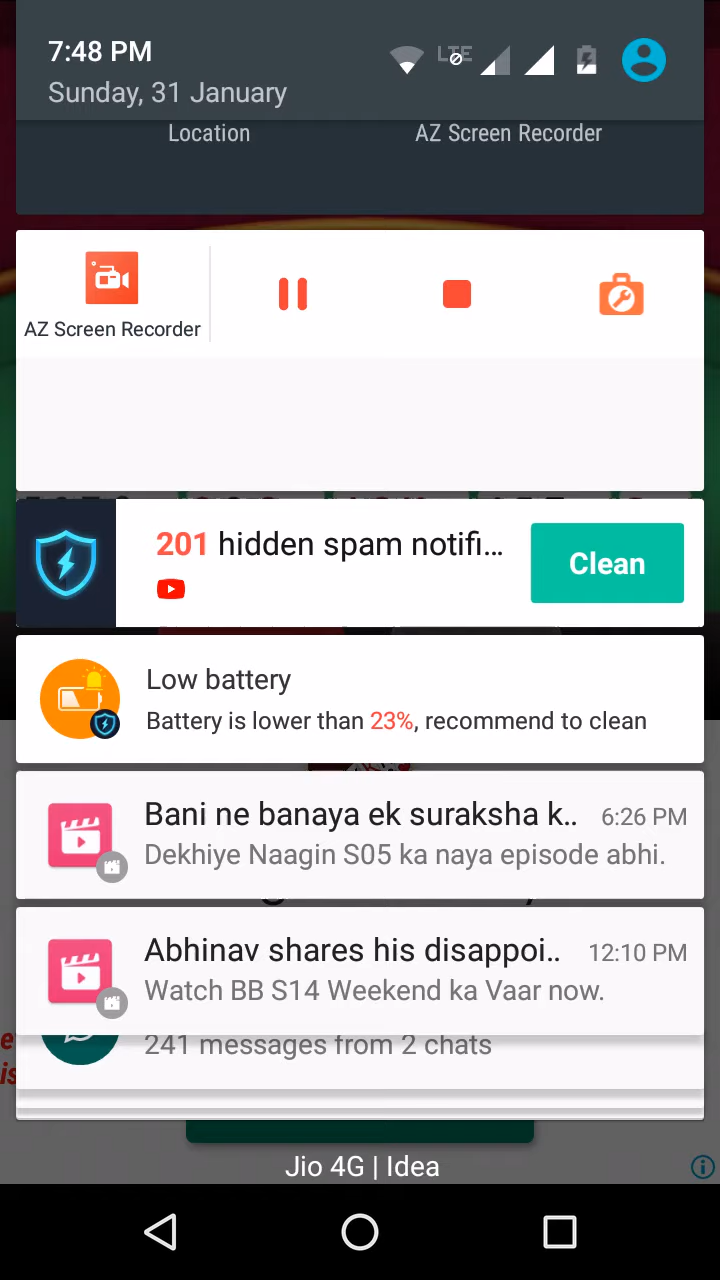 7:48 PM
LTE
Sunday, 31 January
Location
AZ Screen Recorder
AZ Screen Recorder
201 hidden spam notifi...
Clean
Low battery
Battery is lower than 23%, recommend to clean
Bani ne banaya ek suraksha k.. 6:26 PM
Dekhiye Naagin S05 ka naya episode abhi.
Abhinav shares his disappoi.. 12:10 PM
Watch BB S14 Weekend ka Vaar now.
241 messages from 2 chats
Jio 4G | Idea